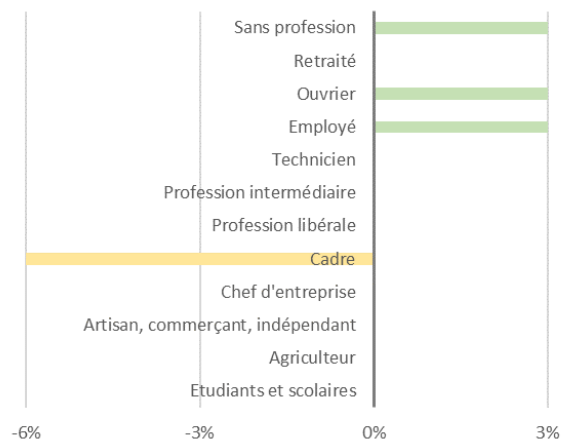 Sans profession
Retraité
Ouvrier
Employé
Technicien
Profession intermédiaire
Profession libérale
Cadre
Chef d'entreprise
Artisan, commerçant, indépendant
Agriculteur
Etudiants et scolaires
-6% -3% 0% 3%